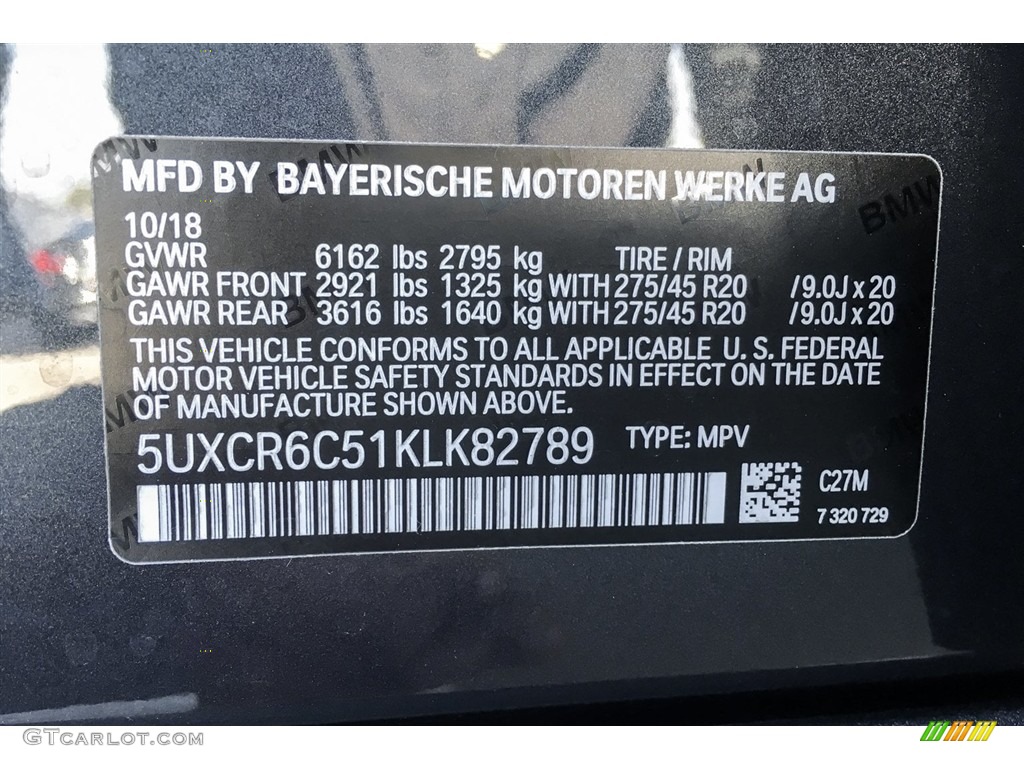 MFD BY BAYERISCHE MOTOREN WERKE AG
10/18
GVWR 6162 lbs 2795 kg TIRE / RIM
GAWR FRONT 2921 lbs 1325 kg WITH 275/45 R20 /9.0J x 20
GAWR REAR 3616 lbs 1640 kg WITH 275/45 R20 /9.0J x 20
THIS VEHICLE CONFORMS TO ALL APPLICABLE U. S. FEDERAL
MOTOR VEHICLE SAFETY STANDARDS IN EFFECT ON THE DATE
OF MANUFACTURE SHOWN ABOVE.
5UXCR6C51KLK82789 TYPE: MPV
C27M
7 320 729
GTCarlot.com